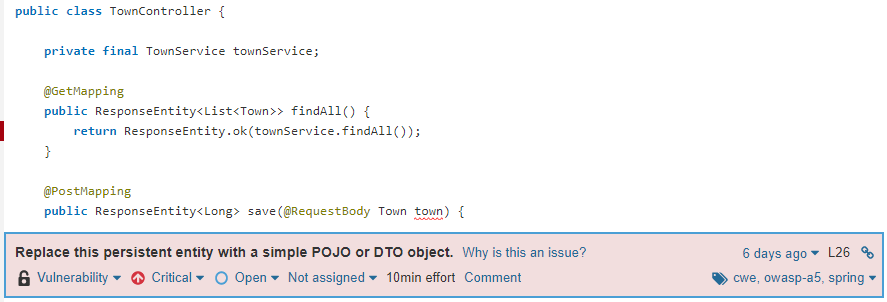 public class TownController {
private final TownService townService;
@GetMapping
public ResponseEntity<List<Town>> findAll() {
return ResponseEntity.ok(townService.findAll());
}
@PostMapping
public ResponseEntity<Long> save(@RequestBody Town town) {
Replace this persistent entity with a simple POJO or DTO object. Why is this an issue? 6 days ago L26
Vulnerability Critical Open Not assigned 10min effort Comment cwe, owasp-a5, spring